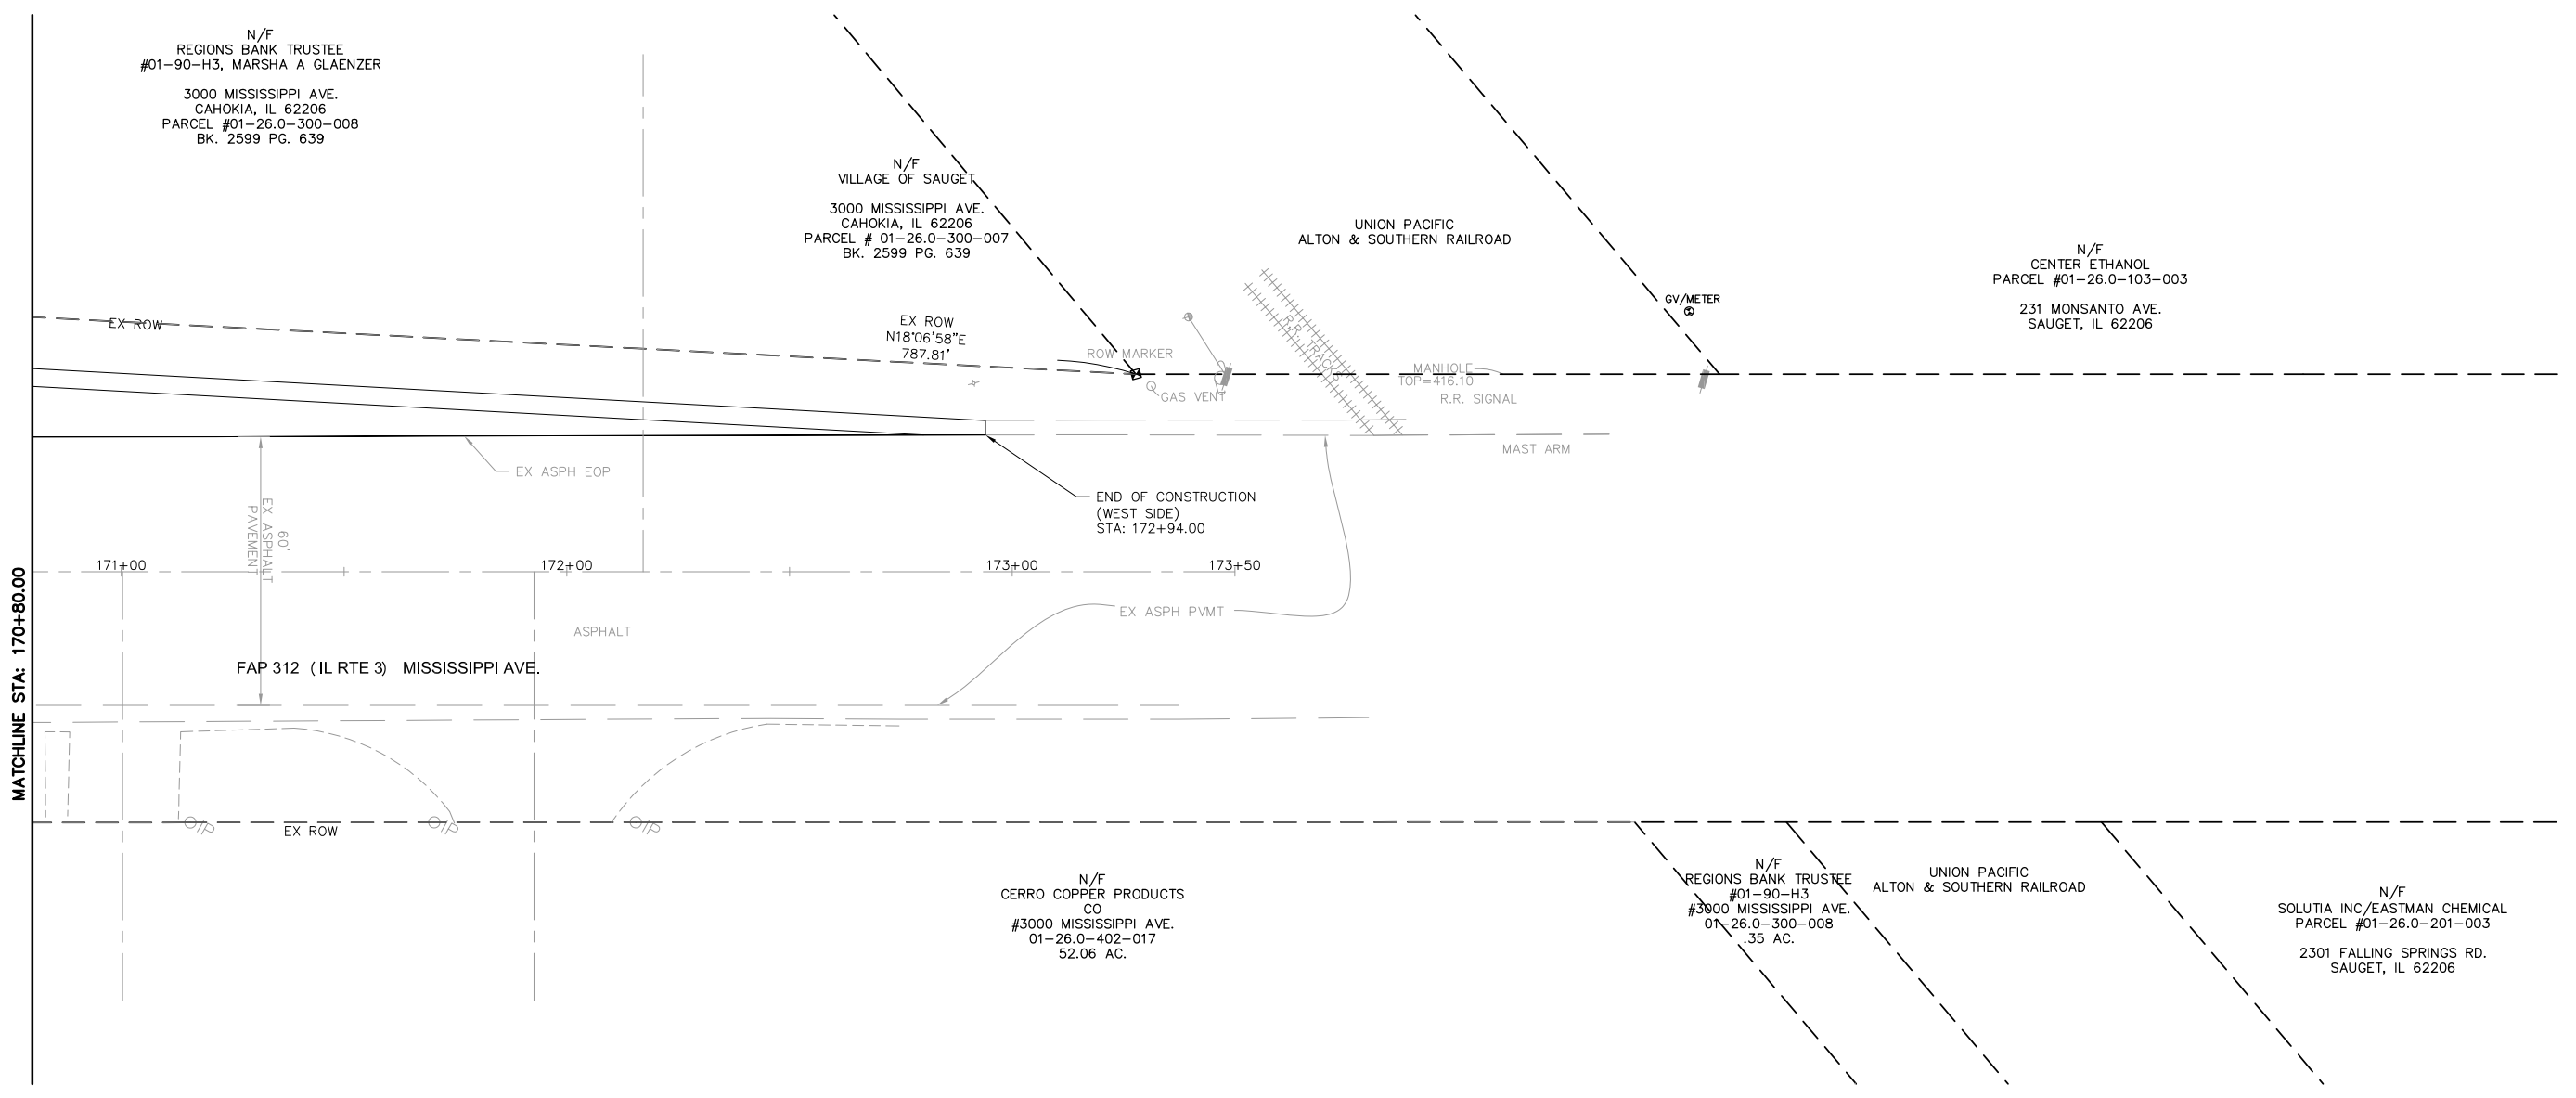 N/F
REGIONS BANK TRUSTEE
#01-90-H3, MARSHA A GLAENZER
3000 MISSISSIPPI AVE.
CAHOKIA, IL 62206
PARCEL #01-26.0-300-008
BK. 2599 PG. 639
N/F
VILLAGE OF SAUGET
3000 MISSISSIPPI AVE.
CAHOKIA, IL 62206
PARCEL # 01-26.0-300-007
BK. 2599 PG. 639
UNION PACIFIC
ALTON & SOUTHERN RAILROAD
N/F
CENTER ETHANOL
PARCEL #01-26.0-103-003
231 MONSANTO AVE.
SAUGET, IL 62206
GV/METER
EX ROW
EX ROW
N18°06'58"E
787.81'
ROW MARKER
GAS VENT
R.R. TRACKS
MANHOLE
TOP=416.10
R.R. SIGNAL
MAST ARM
EX ASPH EOP
END OF CONSTRUCTION
(WEST SIDE)
STA: 172+94.00
60'
EX ASPHALT
PAVEMENT
171+00
172+00
173+00
173+50
MATCHLINE STA: 170+80.00
EX ASPH PVMT
ASPHALT
FAP 312 (IL RTE 3) MISSISSIPPI AVE.
IP
IP
IP
EX ROW
N/F
CERRO COPPER PRODUCTS
CO
#3000 MISSISSIPPI AVE.
01-26.0-402-017
52.06 AC.
N/F
REGIONS BANK TRUSTEE
#01-90-H3
#3000 MISSISSIPPI AVE.
01-26.0-300-008
.35 AC.
UNION PACIFIC
ALTON & SOUTHERN RAILROAD
N/F
SOLUTIA INC/EASTMAN CHEMICAL
PARCEL #01-26.0-201-003
2301 FALLING SPRINGS RD.
SAUGET, IL 62206